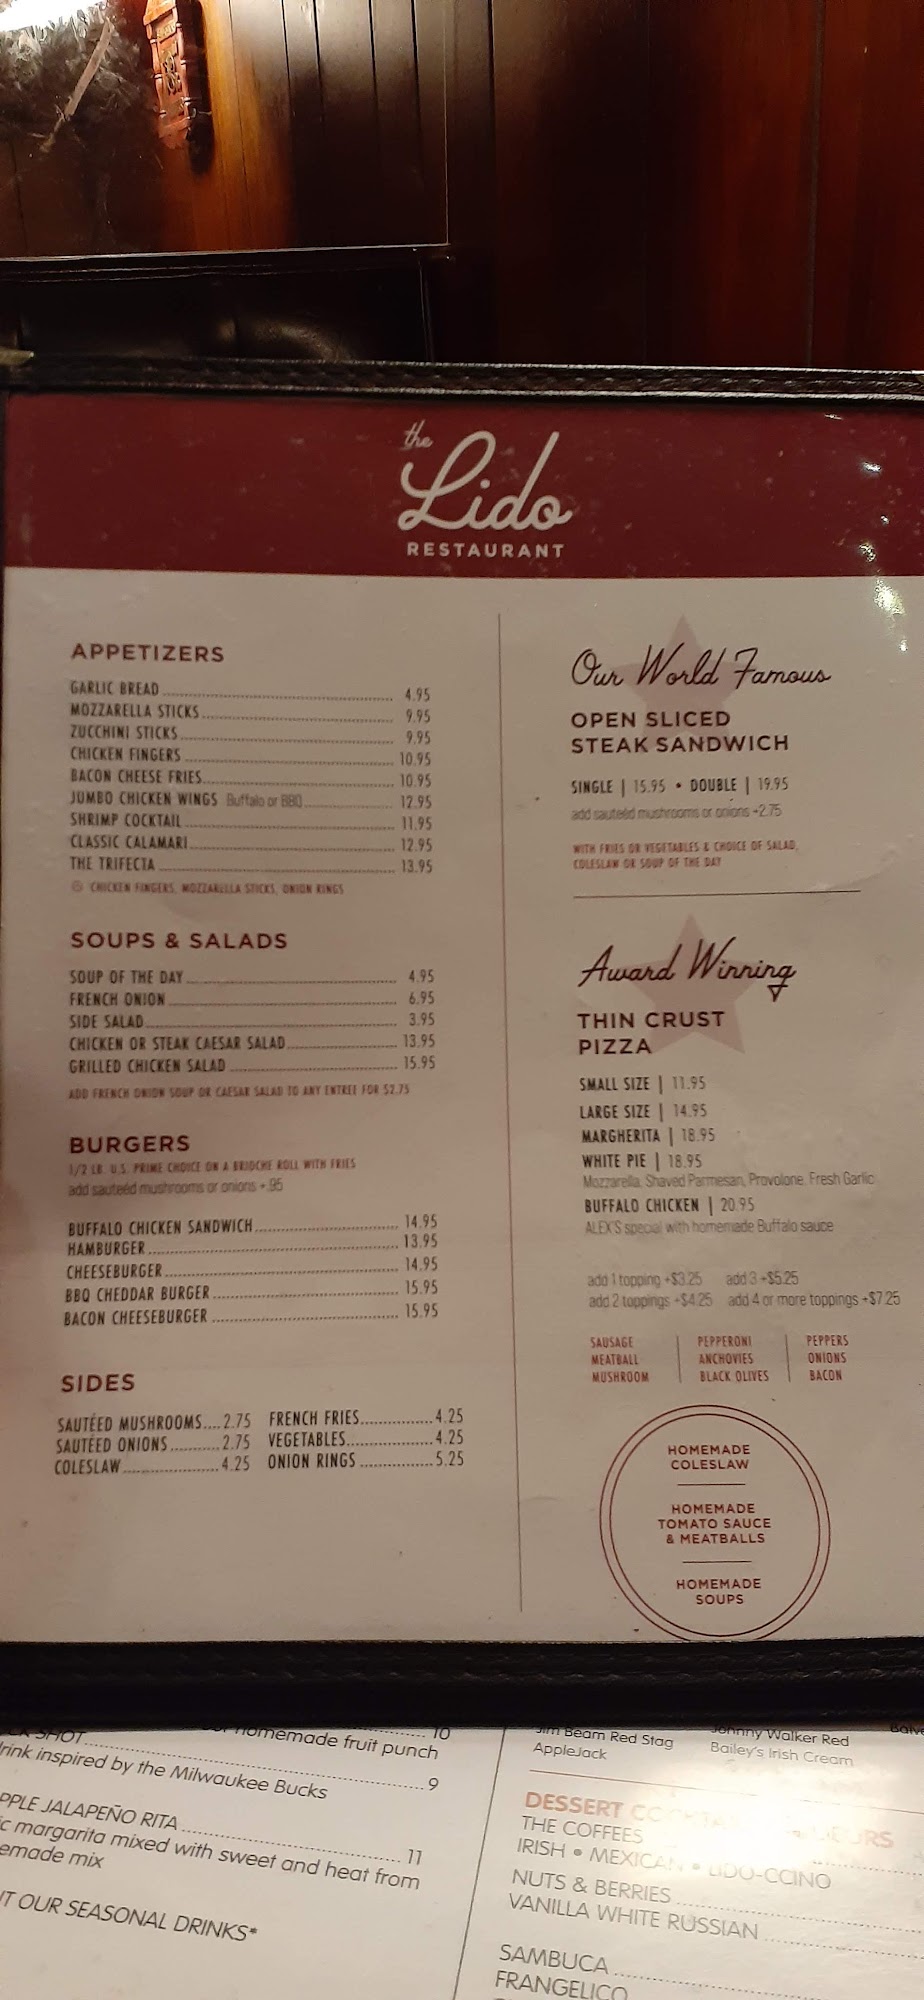 the
Lido
RESTAURANT
APPETIZERS
GARLIC BREAD 4.95
MOZZARELLA STICKS 9.95
ZUCCHINI STICKS 9.95
CHICKEN FINGERS 10.95
BACON CHEESE FRIES 10.95
JUMBO CHICKEN WINGS Buffalo or BBQ 12.95
SHRIMP COCKTAIL 11.95
CLASSIC CALAMARI 12.95
THE TRIFECTA 13.95
CHICKEN FINGERS, MOZZARELLA STICKS, ONION RINGS
SOUPS & SALADS
SOUP OF THE DAY 4.95
FRENCH ONION 6.95
SIDE SALAD 3.95
CHICKEN OR STEAK CAESAR SALAD 13.95
GRILLED CHICKEN SALAD 15.95
ADD FRENCH ONION SOUP OR CAESAR SALAD TO ANY ENTREE FOR $2.75
BURGERS
1/2 LB. U.S. PRIME CHOICE ON A BRIOCHE ROLL WITH FRIES
add sauteéd mushrooms or onions +.95
BUFFALO CHICKEN SANDWICH 14.95
HAMBURGER 13.95
CHEESEBURGER 14.95
BBQ CHEDDAR BURGER 15.95
BACON CHEESEBURGER 15.95
SIDES
SAUTÉED MUSHROOMS 2.75 FRENCH FRIES 4.25
SAUTÉED ONIONS 2.75 VEGETABLES 4.25
COLESLAW 4.25 ONION RINGS 5.25
Our World Famous
OPEN SLICED
STEAK SANDWICH
SINGLE | 15.95 • DOUBLE | 19.95
add sauteéd mushrooms or onions +2.75
WITH FRIES OR VEGETABLES & CHOICE OF SALAD,
COLESLAW OR SOUP OF THE DAY
Award Winning
THIN CRUST
PIZZA
SMALL SIZE | 11.95
LARGE SIZE | 14.95
MARGHERITA | 18.95
WHITE PIE | 18.95
Mozzarella, Shaved Parmesan, Provolone, Fresh Garlic
BUFFALO CHICKEN | 20.95
ALEX'S special with homemade Buffalo sauce
add 1 topping +$3.25 add 3 +$5.25
add 2 toppings +$4.25 add 4 or more toppings +$7.25
SAUSAGE | PEPPERONI | PEPPERS
MEATBALL | ANCHOVIES | ONIONS
MUSHROOM | BLACK OLIVES | BACON
HOMEMADE
COLESLAW
HOMEMADE
TOMATO SAUCE
& MEATBALLS
HOMEMADE
SOUPS
10
homemade fruit punch
SHOT 9
drink inspired by the Milwaukee Bucks
JALAPEÑO RITA 11
margarita mixed with sweet and heat from
mix
OUR SEASONAL DRINKS*
Jim Beam Red Stag Johnny Walker Red
AppleJack Bailey's Irish Cream
DESSERT
THE COFFEES
IRISH • MEXICAN • LIDO-CCINO
NUTS & BERRIES
VANILLA WHITE RUSSIAN
SAMBUCA
FRANGELICO